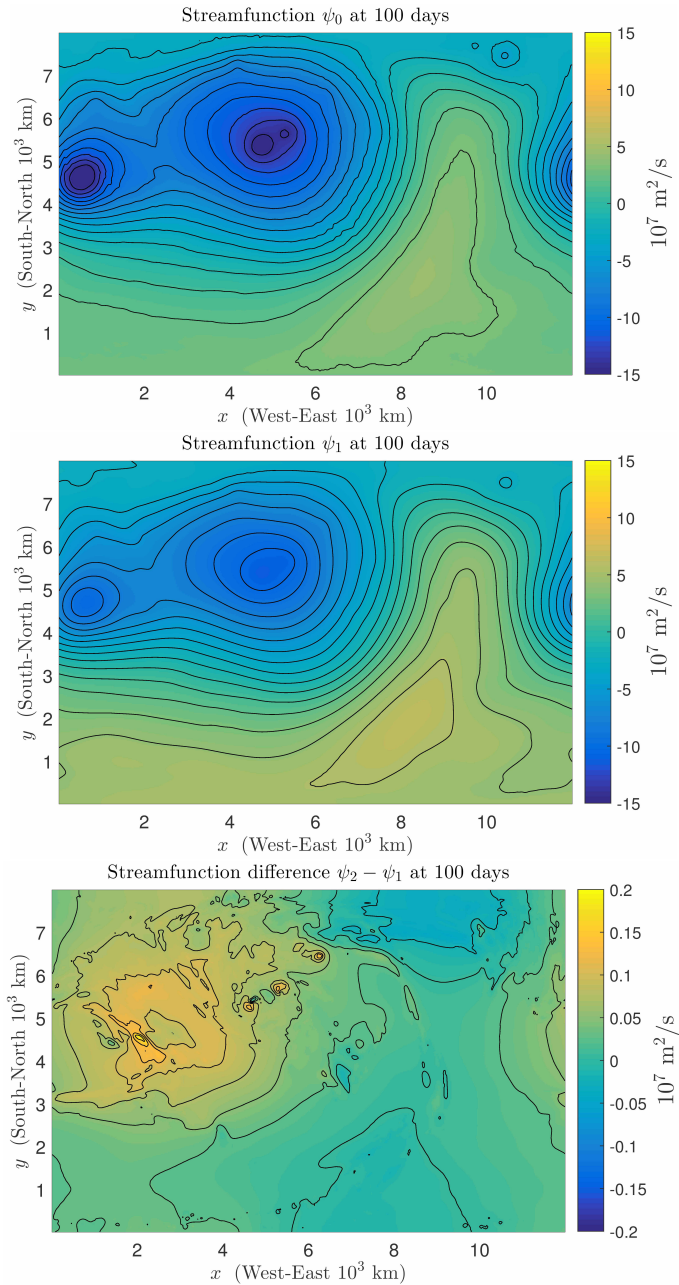 Streamfunction ψ₀ at 100 days
15
10
5
0
-5
-10
-15
10⁷ m²/s
7
6
5
4
3
2
1
y (South-North 10³ km)
2 4 6 8 10
x (West-East 10³ km)
Streamfunction ψ₁ at 100 days
15
10
5
0
-5
-10
-15
10⁷ m²/s
7
6
5
4
3
2
1
y (South-North 10³ km)
2 4 6 8 10
x (West-East 10³ km)
Streamfunction difference ψ₂ − ψ₁ at 100 days
0.2
0.15
0.1
0.05
0
-0.05
-0.1
-0.15
-0.2
10⁷ m²/s
7
6
5
4
3
2
1
y (South-North 10³ km)
2 4 6 8 10
x (West-East 10³ km)